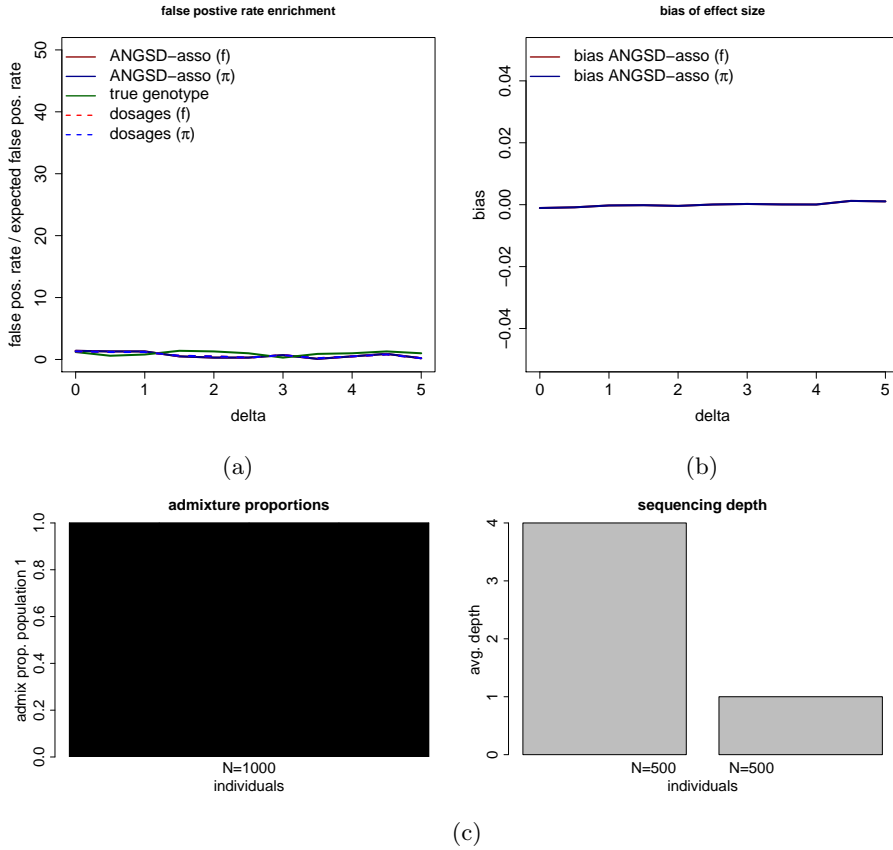 false postive rate enrichment
false pos. rate / expected false pos. rate
50
40
30
20
10
0
ANGSD−asso (f)
ANGSD−asso (π)
true genotype
dosages (f)
dosages (π)
0 1 2 3 4 5
delta
(a)
bias of effect size
bias
0.04
0.02
0.00
−0.02
−0.04
bias ANGSD−asso (f)
bias ANGSD−asso (π)
0 1 2 3 4 5
delta
(b)
admixture proportions
admix prop. population 1
1.0
0.8
0.6
0.4
0.2
0.0
N=1000
individuals
sequencing depth
avg. depth
4
3
2
1
0
N=500 N=500
individuals
(c)